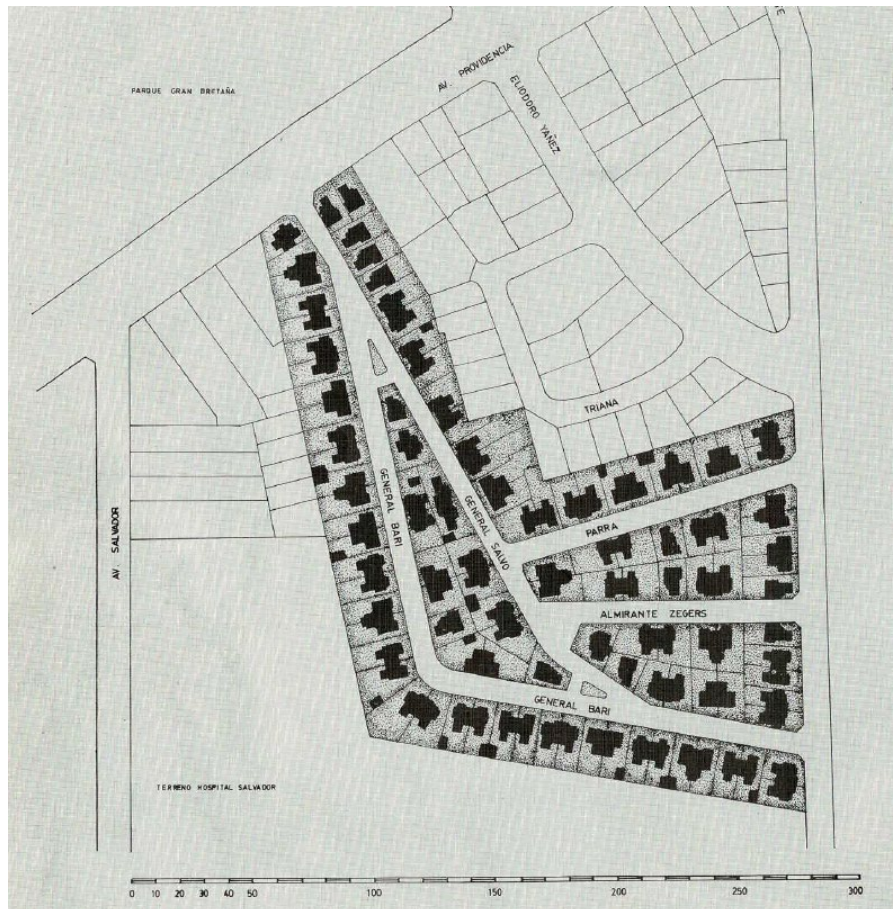 PARQUE GRAN BRETAÑA
AV. PROVIDENCIA
ELIODORO YAÑEZ
TRIANA
GENERAL BARI
GENERAL SALVO
PARRA
AV. SALVADOR
ALMIRANTE ZEGERS
GENERAL BARI
TERRENO HOSPITAL SALVADOR
0 10 20 30 40 50 100 150 200 250 300